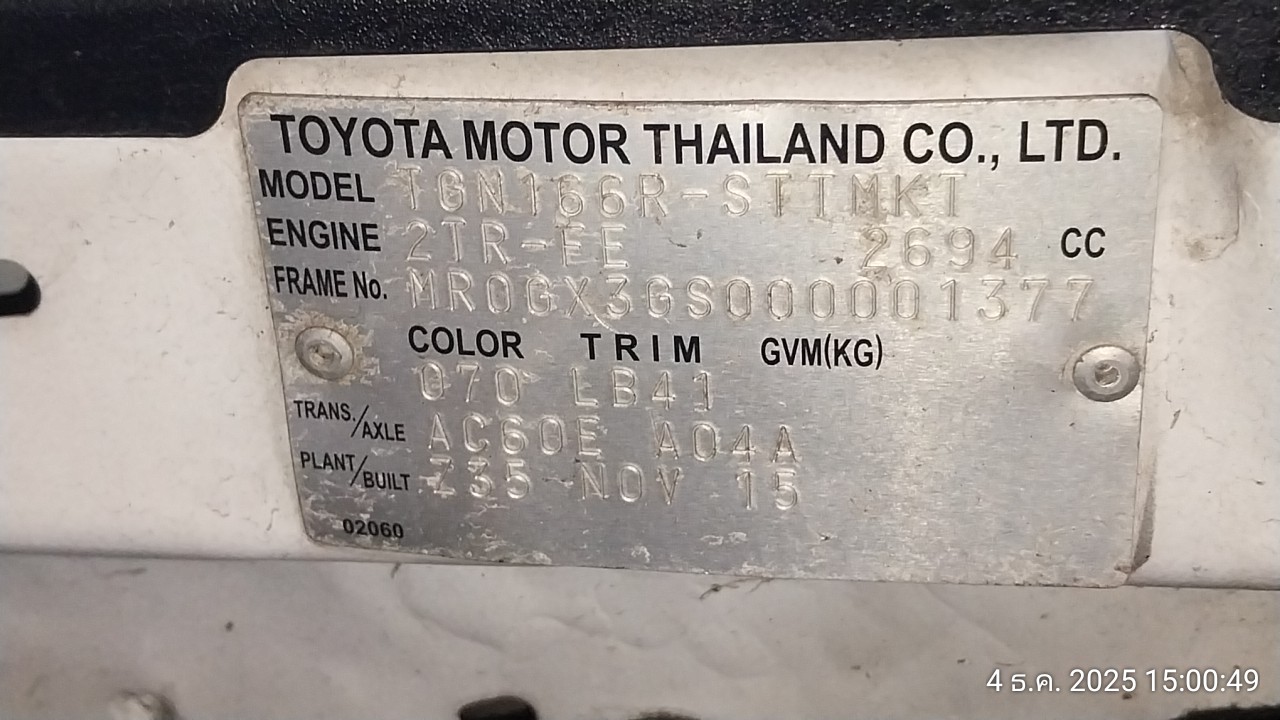 TOYOTA MOTOR THAILAND CO., LTD.
MODEL TGN166R-STTMKT
ENGINE 2TR-FE 2694 CC
FRAME No. MR0GX3GS000001377
COLOR TRIM GVM(KG)
070 LB41
TRANS./AXLE AC60E A04A
PLANT/BUILT Z35 NOV 15
02060
4 ธ.ค. 2025 15:00:49